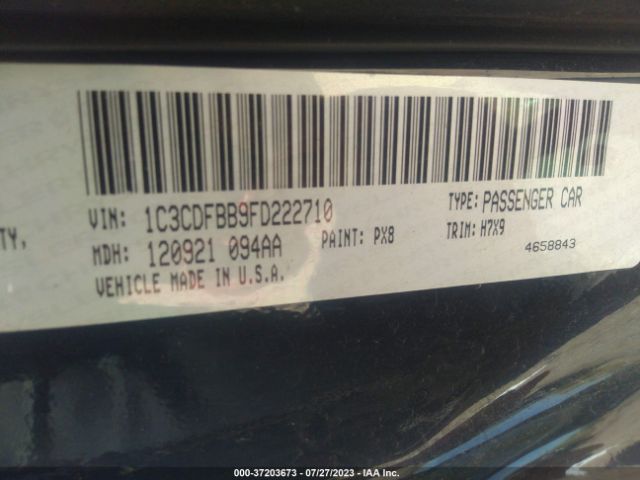 VIN: 1C3CDFBB9FD222710 TYPE: PASSENGER CAR
TY,
MDH: 120921 094AA PAINT: PX8 TRIM: H7X9
4658843
VEHICLE MADE IN U.S.A.
000-37203673 - 07/27/2023 - IAA Inc.